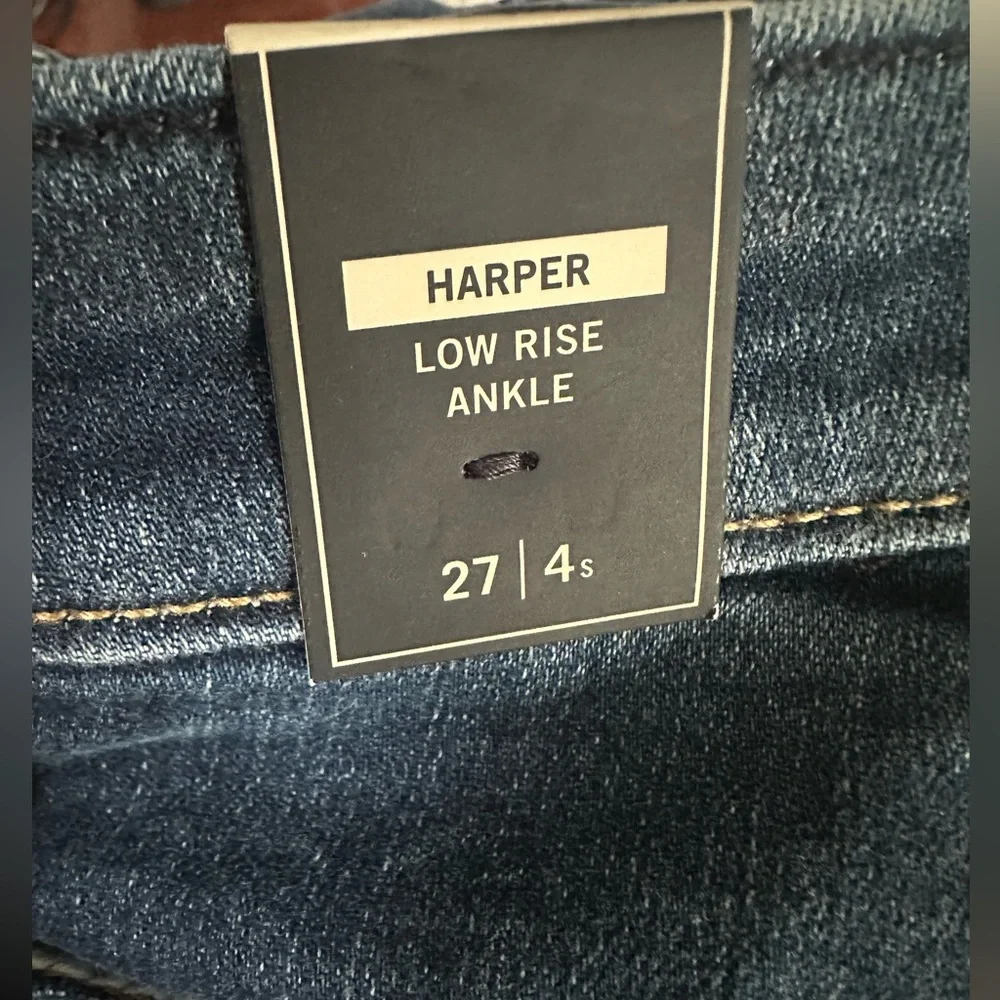 HARPER
LOW RISE
ANKLE
27 | 4s